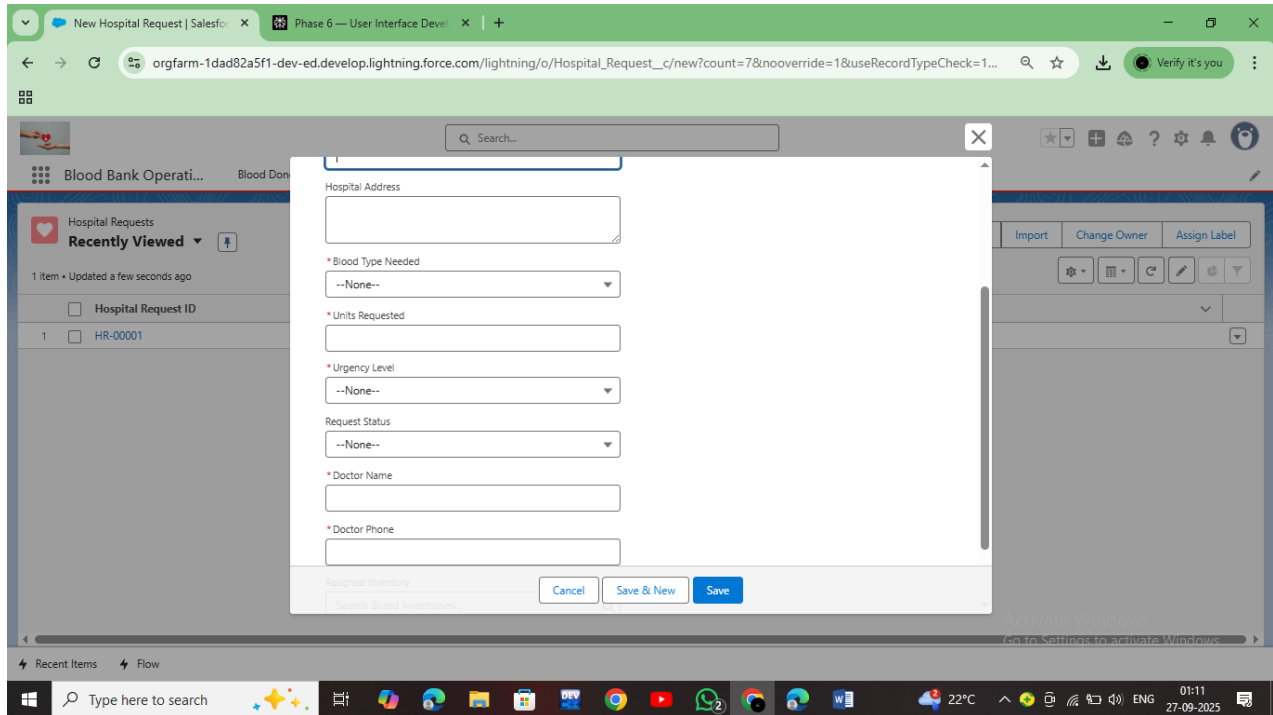 New Hospital Request | Salesfor
Phase 6 — User Interface Devel
orgfarm-1dad82a5f1-dev-ed.develop.lightning.force.com/lightning/o/Hospital_Request__c/new?count=7&nooverride=1&useRecordTypeCheck=1...
Verify it's you
Search...
Blood Bank Operati...
Blood Don
Hospital Address
Hospital Requests
Recently Viewed
Import
Change Owner
Assign Label
*Blood Type Needed
1 item • Updated a few seconds ago
--None--
Hospital Request ID
*Units Requested
1
HR-00001
*Urgency Level
--None--
Request Status
--None--
*Doctor Name
*Doctor Phone
Assigned Inventory
Search Blood Inventories...
Cancel
Save & New
Save
Activate Windows
Go to Settings to activate Windows.
Recent Items
Flow
Type here to search
DEV
2
2
22°C
ENG
01:11
27-09-2025